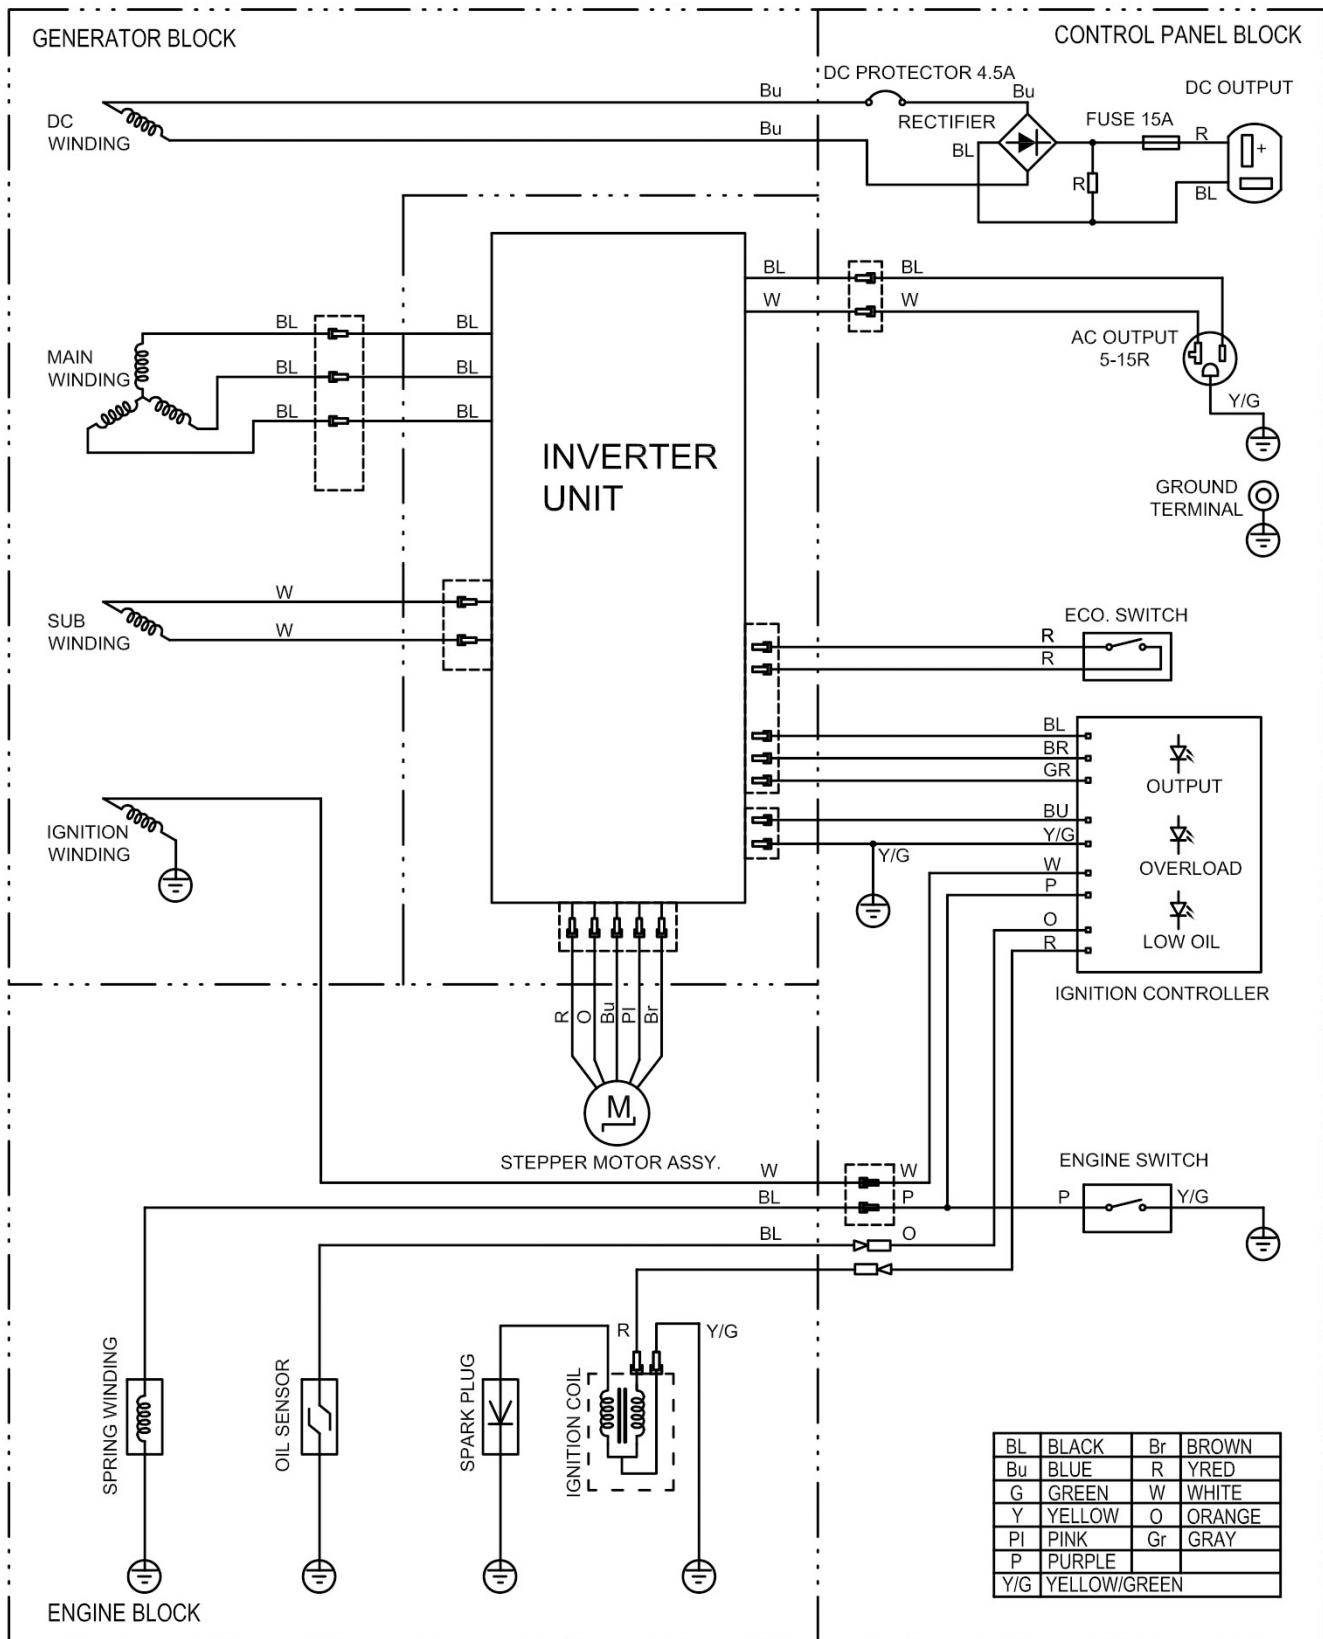 GENERATOR BLOCK
CONTROL PANEL BLOCK
DC PROTECTOR 4.5A
DC OUTPUT
Bu
Bu
DC
WINDING
Bu
RECTIFIER
FUSE 15A
BL
R
R
+
BL
BL
BL
W
W
AC OUTPUT
5-15R
Y/G
MAIN
WINDING
BL
BL
BL
BL
BL
BL
INVERTER
UNIT
GROUND
TERMINAL
SUB
WINDING
W
W
ECO. SWITCH
R
R
BL
BR
GR
OUTPUT
BU
Y/G
Y/G
OVERLOAD
W
P
O
R
LOW OIL
IGNITION CONTROLLER
IGNITION
WINDING
R
O
Bu
Pl
Br
M
STEPPER MOTOR ASSY.
W
W
BL
P
ENGINE SWITCH
P
Y/G
BL
O
SPRING WINDING
OIL SENSOR
SPARK PLUG
IGNITION COIL
R
Y/G
BL BLACK Br BROWN
Bu BLUE R YRED
G GREEN W WHITE
Y YELLOW O ORANGE
Pl PINK Gr GRAY
P PURPLE
Y/G YELLOW/GREEN
ENGINE BLOCK